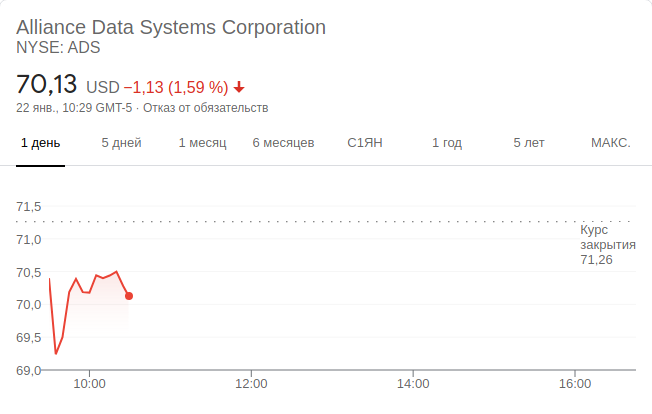 Alliance Data Systems Corporation
NYSE: ADS
70,13 USD −1,13 (1,59 %)
22 янв., 10:29 GMT-5 · Отказ от обязательств
1 день 5 дней 1 месяц 6 месяцев С1ЯН 1 год 5 лет МАКС.
71,5
Курс
71,0
закрытия
71,26
70,5
70,0
69,5
69,0
10:00 12:00 14:00 16:00